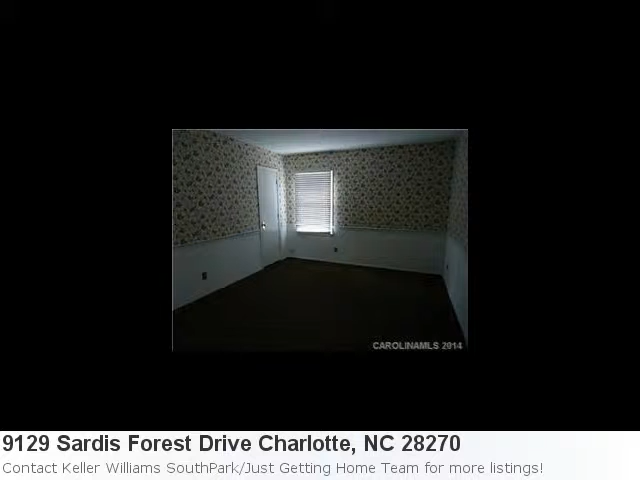 CAROLINAMLS 2014
9129 Sardis Forest Drive Charlotte, NC 28270
Contact Keller Williams SouthPark/Just Getting Home Team for more listings!